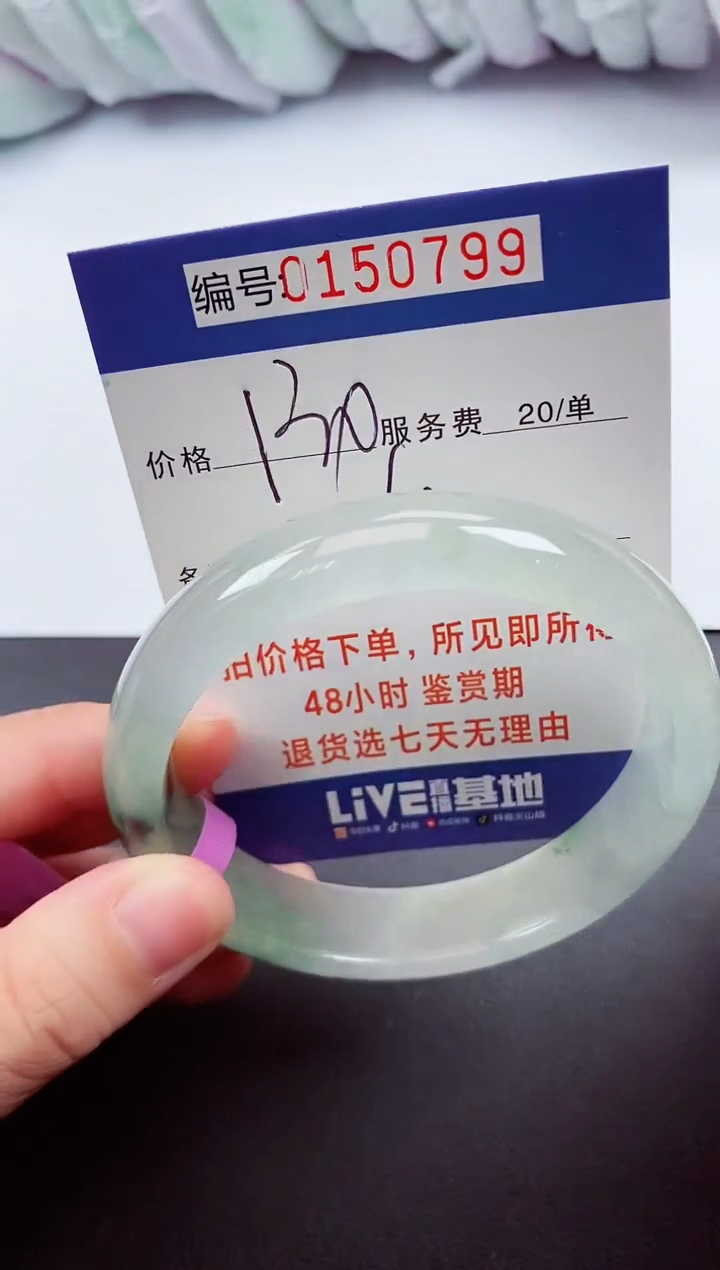 编号:0150799
价格 服务费 20/单
价格下单，所见即所
48小时 鉴赏期
退货选七天无理由
LiVE直播基地